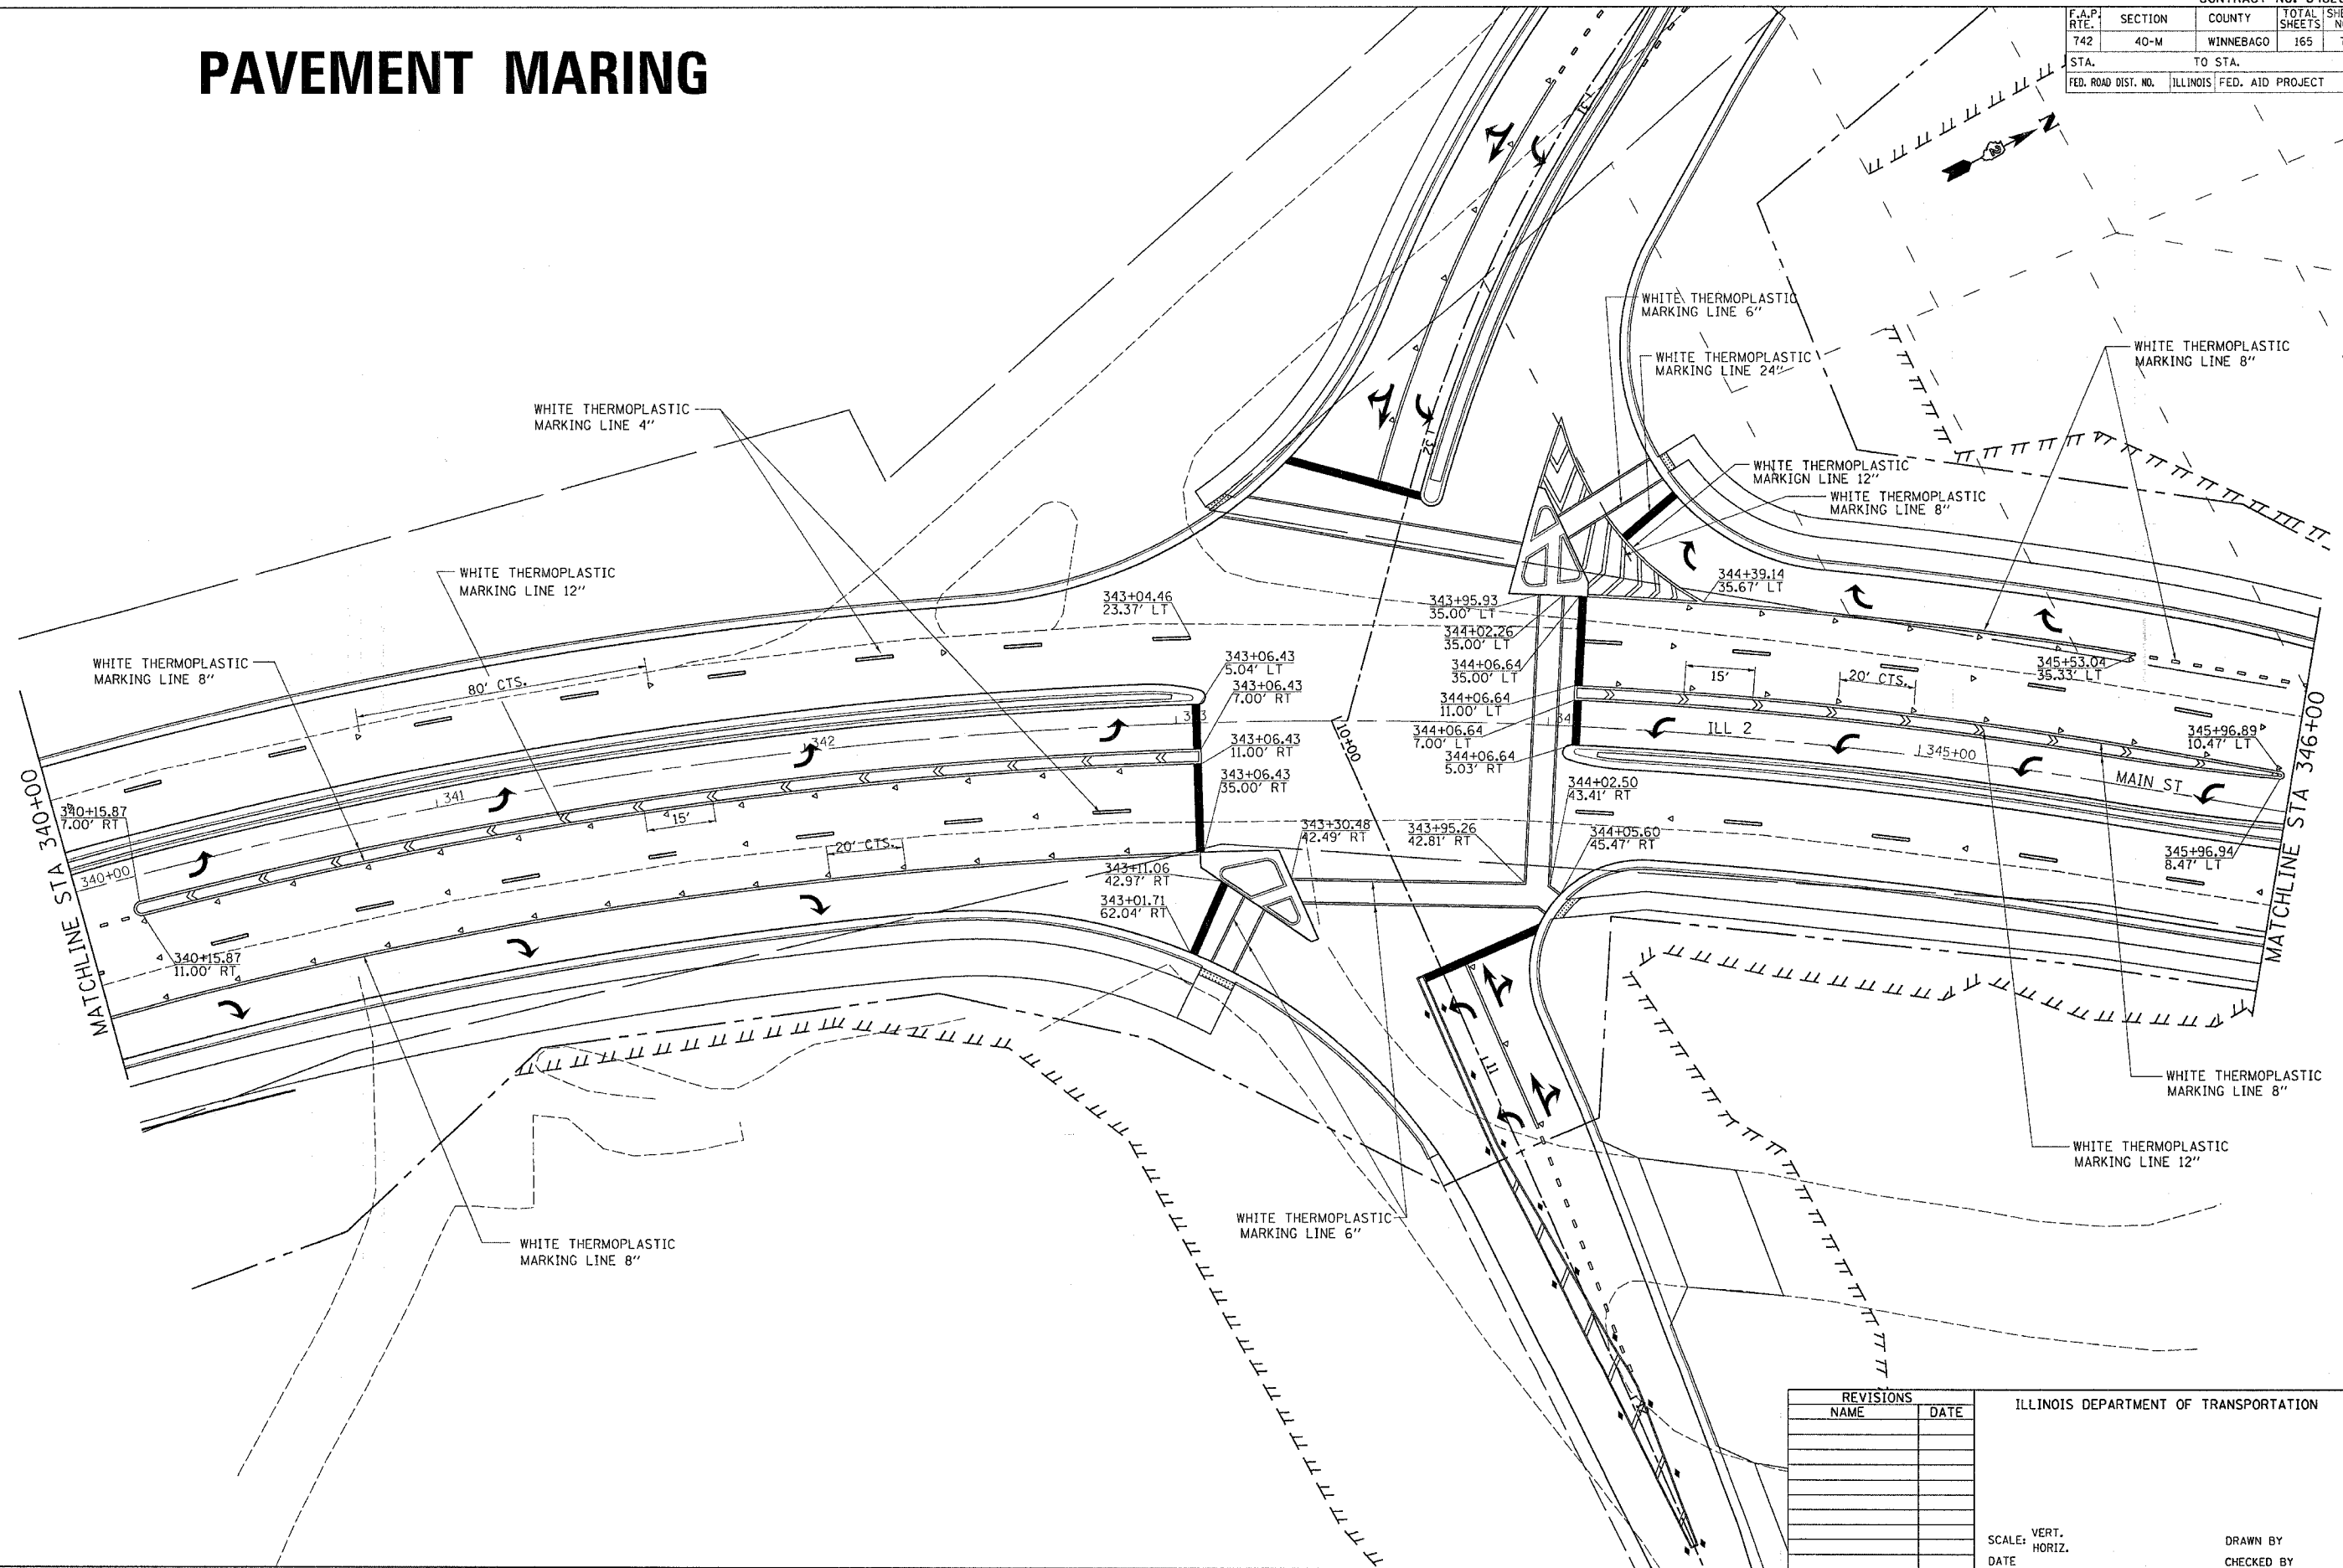 PAVEMENT MARING
F.A.P. RTE. SECTION COUNTY TOTAL SHEETS
742 40-M WINNEBAGO 165
STA. TO STA.
FED. ROAD DIST. NO. ILLINOIS FED. AID PROJECT
N
31
WHITE THERMOPLASTIC
MARKING LINE 6"
WHITE THERMOPLASTIC
MARKING LINE 24"
WHITE THERMOPLASTIC
MARKING LINE 8"
WHITE THERMOPLASTIC
MARKING LINE 4"
32
WHITE THERMOPLASTIC
MARKIGN LINE 12"
WHITE THERMOPLASTIC
MARKING LINE 8"
WHITE THERMOPLASTIC
MARKING LINE 12"
344+39.14
35.67' LT
343+04.46
23.37' LT
343+95.93
35.00' LT
344+02.26
35.00' LT
344+06.64
35.00' LT
344+06.64
11.00' LT
344+06.64
7.00' LT
344+06.64
5.03' RT
WHITE THERMOPLASTIC
MARKING LINE 8"
80' CTS.
343+06.43
5.04' LT
343+06.43
7.00' RT
343+06.43
11.00' RT
343+06.43
35.00' RT
15'
20' CTS.
345+53.04
35.33' LT
ILL 2
345+00
MAIN ST
345+96.89
10.47' LT
MATCHLINE STA 346+00
10+00
342
341
340+00
MATCHLINE STA 340+00
340+15.87
7.00' RT
15'
20' CTS.
344+02.50
43.41' RT
343+30.48
42.49' RT
343+95.26
42.81' RT
344+05.60
45.47' RT
345+96.94
8.47' LT
343+11.06
42.97' RT
343+01.71
62.04' RT
340+15.87
11.00' RT
11
WHITE THERMOPLASTIC
MARKING LINE 8"
WHITE THERMOPLASTIC
MARKING LINE 12"
WHITE THERMOPLASTIC
MARKING LINE 6"
WHITE THERMOPLASTIC
MARKING LINE 8"
REVISIONS
NAME DATE
ILLINOIS DEPARTMENT OF TRANSPORTATION
SCALE: VERT.
HORIZ.
DATE
DRAWN BY
CHECKED BY